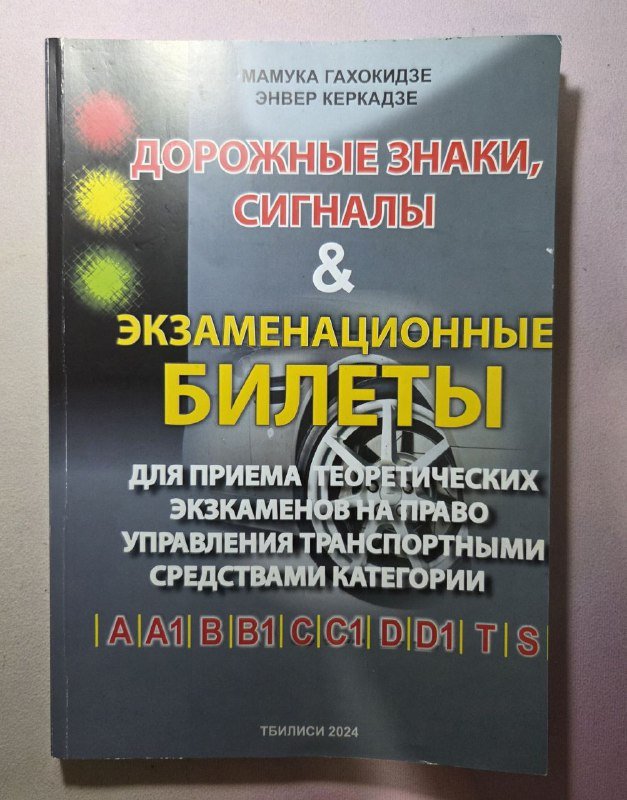 МАМУКА ГАХОКИДЗЕ
ЭНВЕР КЕРКАДЗЕ
ДОРОЖНЫЕ ЗНАКИ,
СИГНАЛЫ
&
ЭКЗАМЕНАЦИОННЫЕ
БИЛЕТЫ
ДЛЯ ПРИЕМА ТЕОРЕТИЧЕСКИХ
ЭКЗКАМЕНОВ НА ПРАВО
УПРАВЛЕНИЯ ТРАНСПОРТНЫМИ
СРЕДСТВАМИ КАТЕГОРИИ
|A|A1|B|B1|C|C1|D|D1|T|S|
ТБИЛИСИ 2024